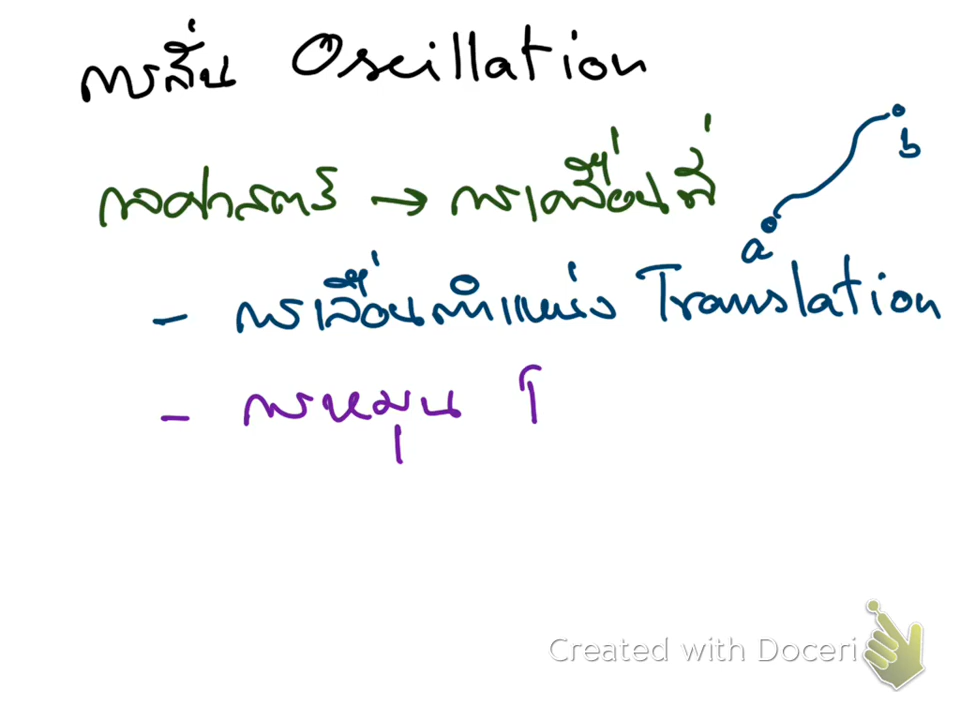 การสั่น Oscillation
กลศาสตร์ → การเคลื่อนที่
a b
- การเลื่อนตำแหน่ง Translation
- การหมุน
Created with Doceri